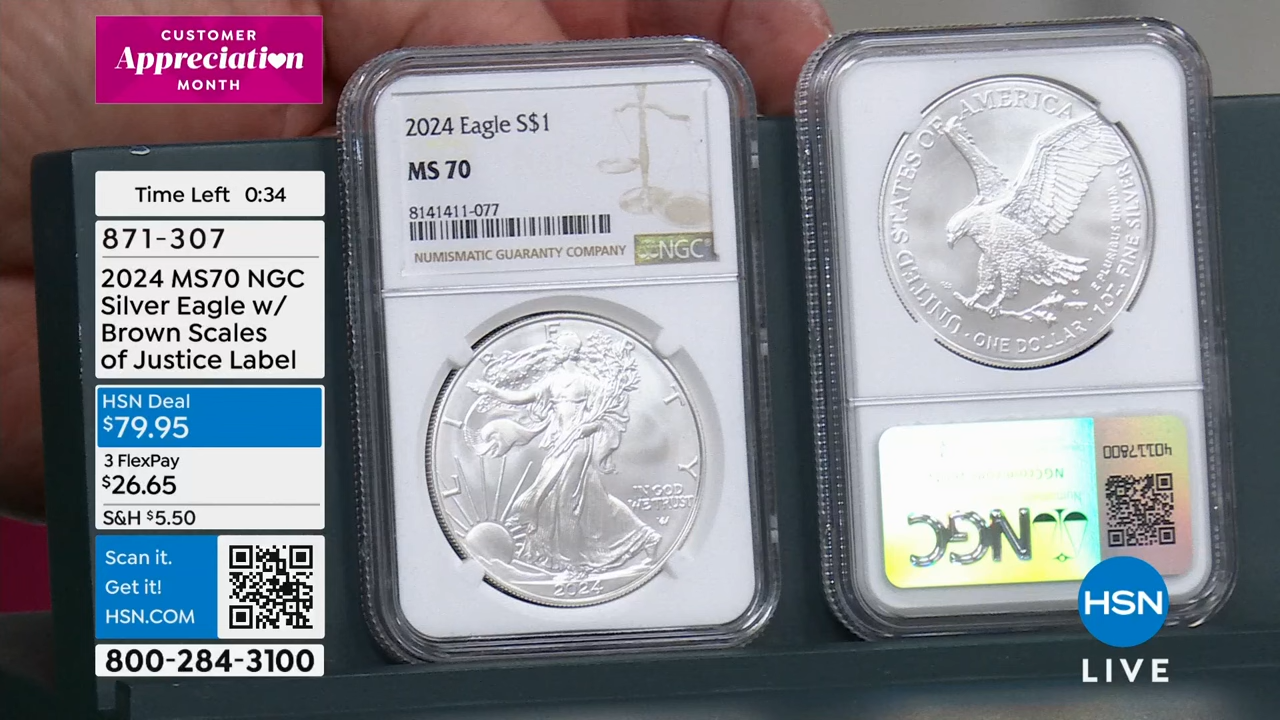 CUSTOMER
Appreciation
MONTH
Time Left 0:34
871-307
2024 MS70 NGC
Silver Eagle w/
Brown Scales
of Justice Label
HSN Deal
$79.95
3 FlexPay
$26.65
S&H $5.50
Scan it.
Get it!
HSN.COM
800-284-3100
2024 Eagle S$1
MS 70
8141411-077
NUMISMATIC GUARANTY COMPANY
NGC
LIBERTY
IN GOD
WE TRUST
2024
UNITED STATES OF AMERICA
E PLURIBUS UNUM
1 OZ. FINE SILVER · ONE DOLLAR
40117800
NGC
HSN
LIVE